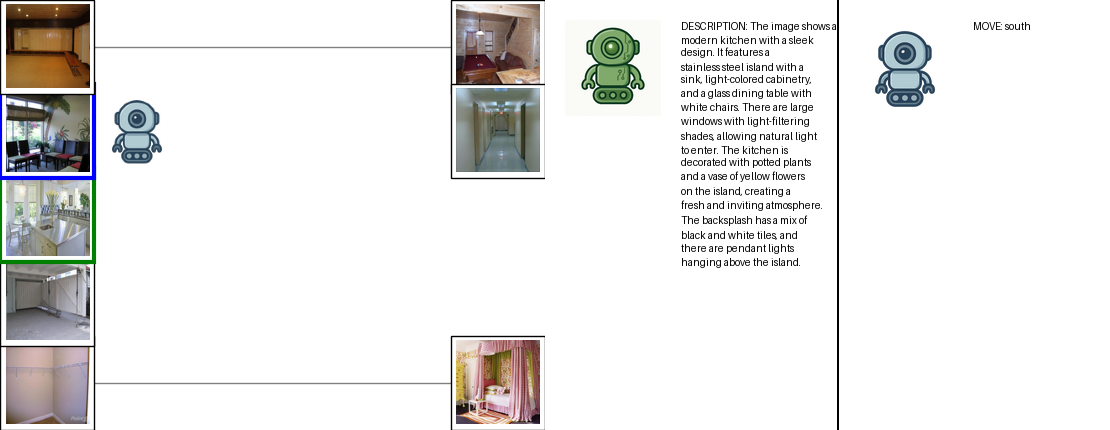 DESCRIPTION: The image shows a
modern kitchen with a sleek
design. It features a
stainless steel island with a
sink, light-colored cabinetry,
and a glass dining table with
white chairs. There are large
windows with light-filtering
shades, allowing natural light
to enter. The kitchen is
decorated with potted plants
and a vase of yellow flowers
on the island, creating a
fresh and inviting atmosphere.
The backsplash has a mix of
black and white tiles, and
there are pendant lights
hanging above the island.
MOVE: south